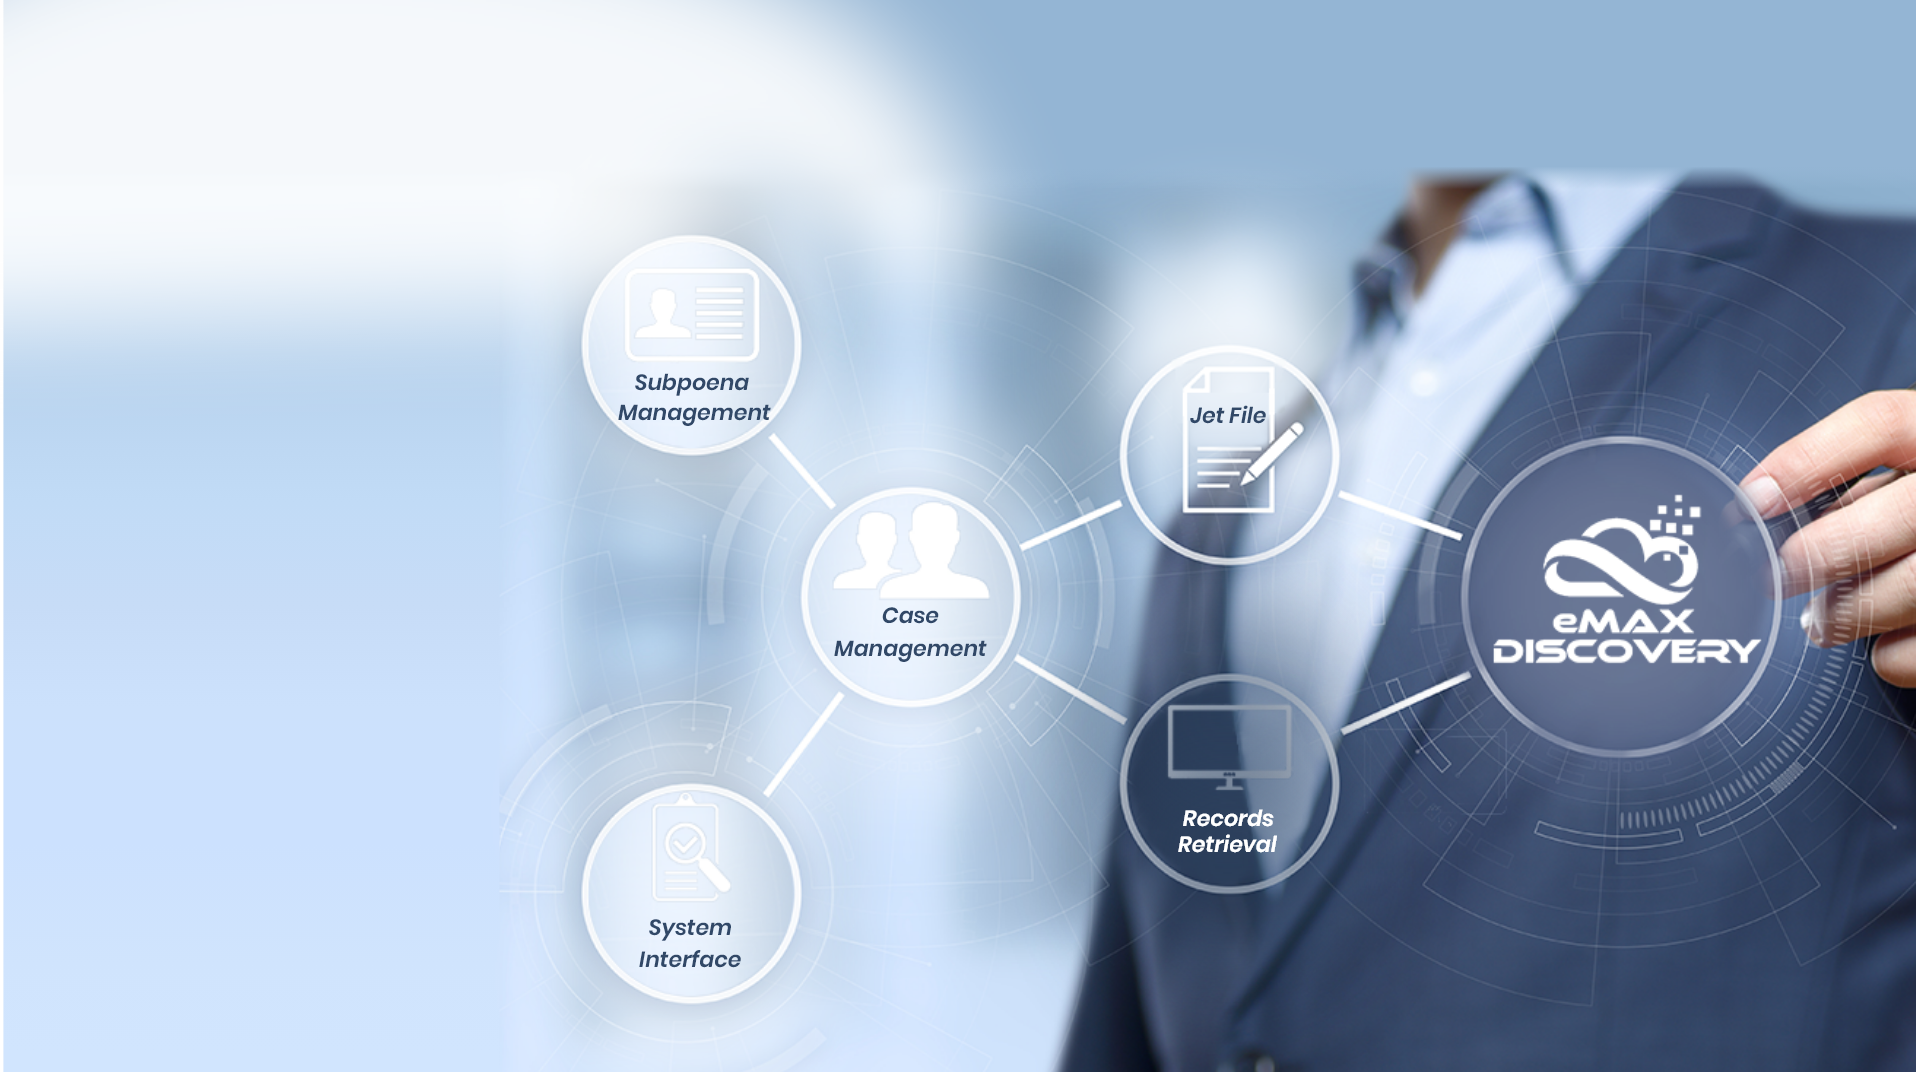 Subpoena
Management
Jet File
Case
Management
eMAX
DISCOVERY
Records
Retrieval
System
Interface